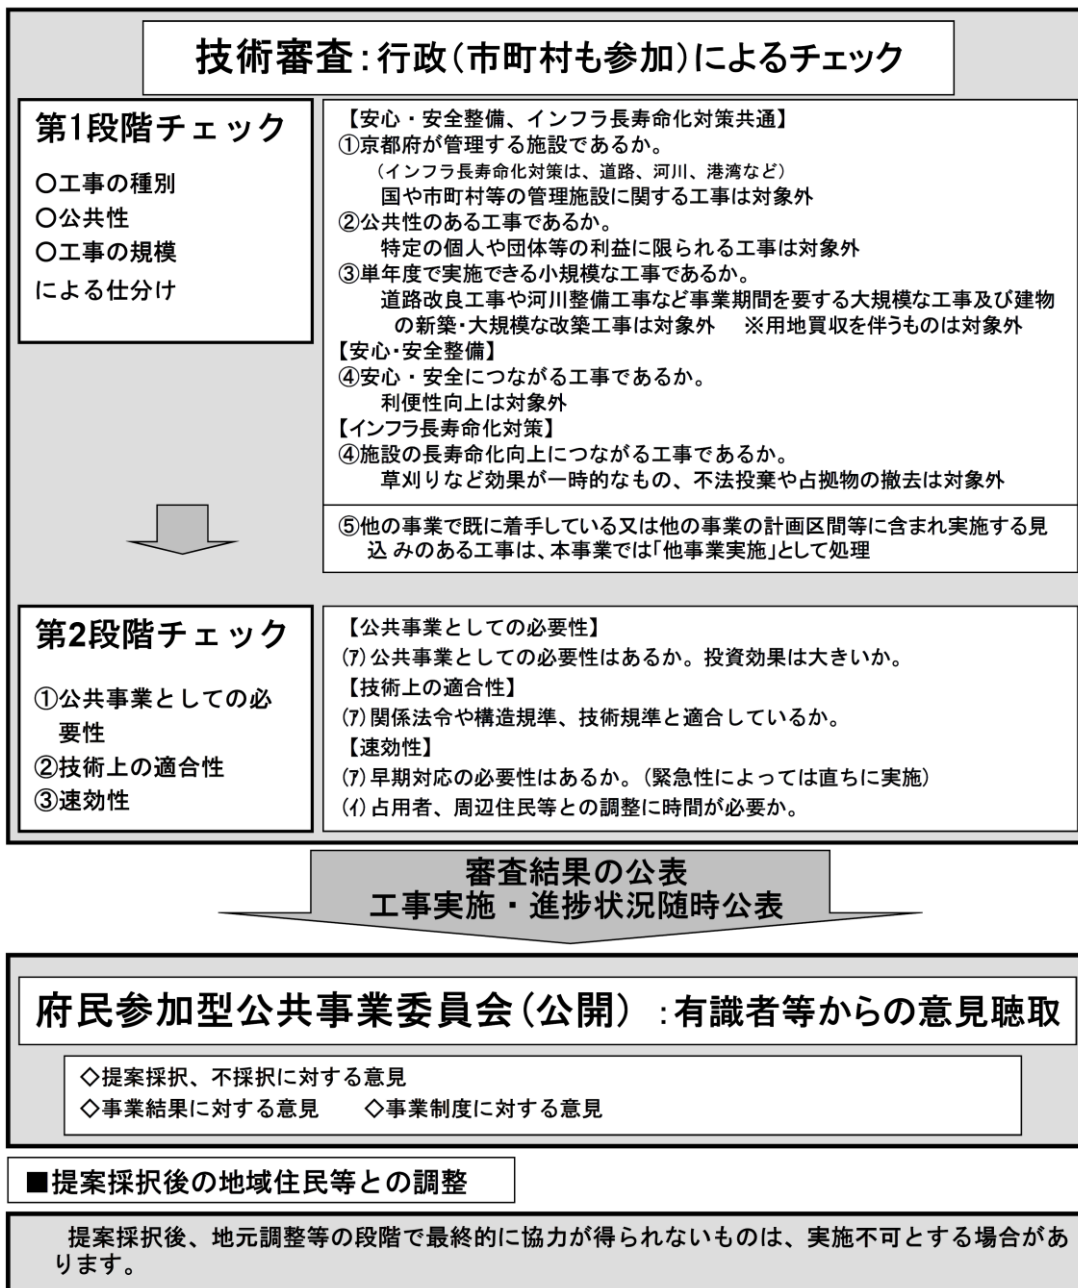 技術審査：行政（市町村も参加）によるチェック
第1段階チェック
○工事の種別
○公共性
○工事の規模
による仕分け
【安心・安全整備、インフラ長寿命化対策共通】
①京都府が管理する施設であるか。
（インフラ長寿命化対策は、道路、河川、港湾など）
国や市町村等の管理施設に関する工事は対象外
②公共性のある工事であるか。
特定の個人や団体等の利益に限られる工事は対象外
③単年度で実施できる小規模な工事であるか。
道路改良工事や河川整備工事など事業期間を要する大規模な工事及び建物
の新築・大規模な改築工事は対象外　※用地買収を伴うものは対象外
【安心・安全整備】
④安心・安全につながる工事であるか。
利便性向上は対象外
【インフラ長寿命化対策】
④施設の長寿命化向上につながる工事であるか。
草刈りなど効果が一時的なもの、不法投棄や占拠物の撤去は対象外
⑤他の事業で既に着手している又は他の事業の計画区間等に含まれ実施する見
込 みのある工事は、本事業では「他事業実施」として処理
第2段階チェック
①公共事業としての必
要性
②技術上の適合性
③速効性
【公共事業としての必要性】
(ｱ)公共事業としての必要性はあるか。投資効果は大きいか。
【技術上の適合性】
(ｱ)関係法令や構造規準、技術規準と適合しているか。
【速効性】
(ｱ)早期対応の必要性はあるか。（緊急性によっては直ちに実施）
(ｲ)占用者、周辺住民等との調整に時間が必要か。
審査結果の公表
工事実施・進捗状況随時公表
府民参加型公共事業委員会（公開）：有識者等からの意見聴取
◇提案採択、不採択に対する意見
◇事業結果に対する意見　◇事業制度に対する意見
■提案採択後の地域住民等との調整
提案採択後、地元調整等の段階で最終的に協力が得られないものは、実施不可とする場合があ
ります。